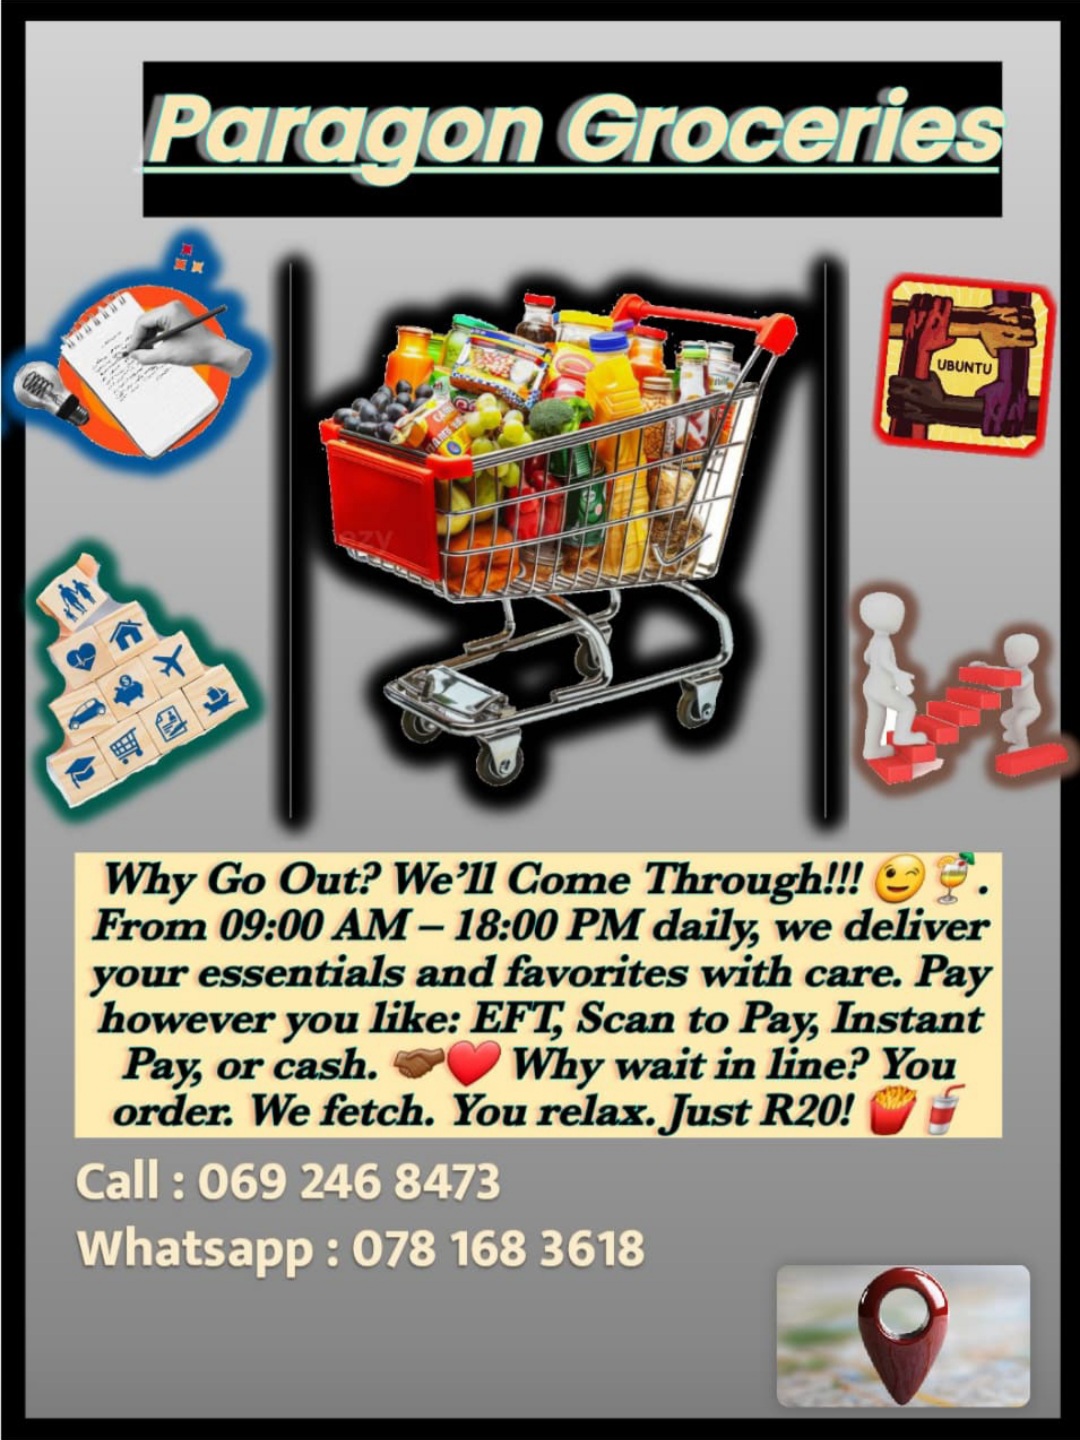 Paragon Groceries
UBUNTU
Why Go Out? We’ll Come Through!!! 😉🍹.
From 09:00 AM – 18:00 PM daily, we deliver
your essentials and favorites with care. Pay
however you like: EFT, Scan to Pay, Instant
Pay, or cash. 🤝🏾❤️ Why wait in line? You
order. We fetch. You relax. Just R20! 🍟🥤
Call : 069 246 8473
Whatsapp : 078 168 3618